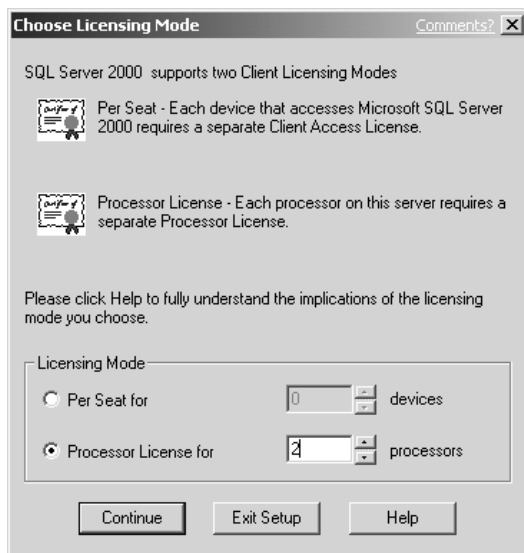 Choose Licensing Mode Comments?
SQL Server 2000 supports two Client Licensing Modes
Per Seat - Each device that accesses Microsoft SQL Server
2000 requires a separate Client Access License.
Processor License - Each processor on this server requires a
separate Processor License.
Please click Help to fully understand the implications of the licensing
mode you choose.
Licensing Mode
Per Seat for 0 devices
Processor License for 2 processors
Continue Exit Setup Help